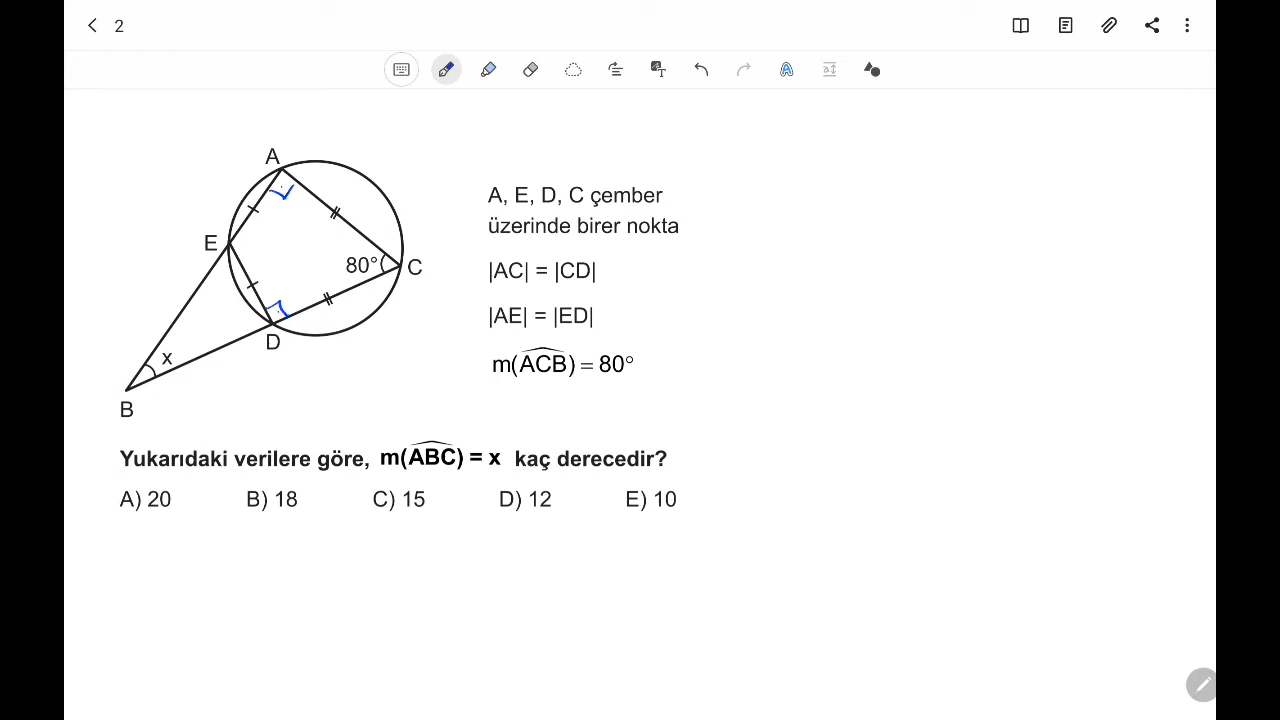 2
A
E
80°
C
D
x
B
A, E, D, C çember
üzerinde birer nokta
|AC| = |CD|
|AE| = |ED|
m(ACB) = 80°
Yukarıdaki verilere göre, m(ABC) = x kaç derecedir?
A) 20 B) 18 C) 15 D) 12 E) 10